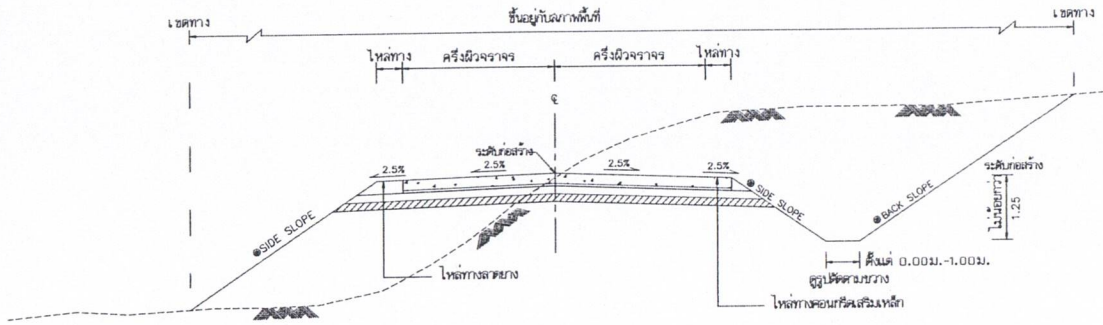 เขตทาง
ขึ้นอยู่กับสภาพพื้นที่
เขตทาง
ไหล่ทาง
ครึ่งผิวจราจร
ครึ่งผิวจราจร
ไหล่ทาง
℄
ระดับก่อสร้าง
2.5%
2.5%
2.5%
2.5%
SIDE SLOPE
SIDE SLOPE
BACK SLOPE
ระดับก่อสร้าง
ไม่น้อยกว่า
1.25
ตั้งแต่ 0.00ม.-1.00ม.
ดูรูปตัดตามขวาง
ไหล่ทางลาดยาง
ไหล่ทางคอนกรีตเสริมเหล็ก